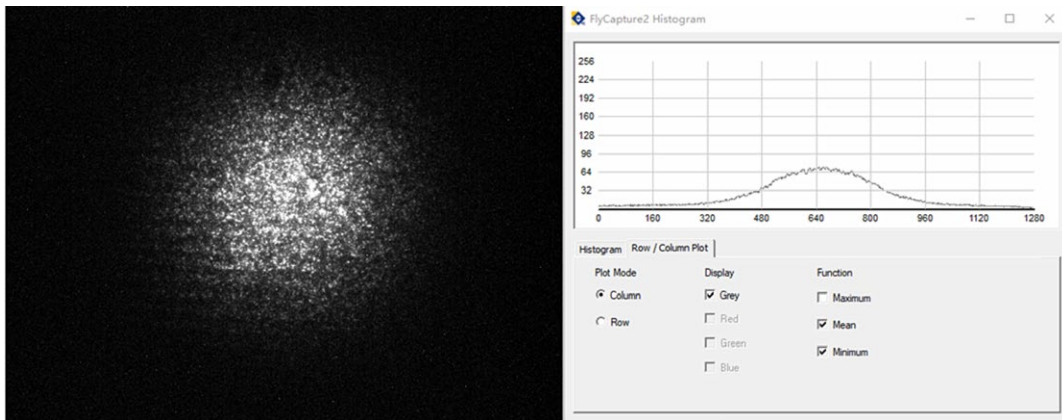 FlyCapture2 Histogram
256
224
192
160
128
96
64
32
0 160 320 480 640 800 960 1120 1280
Histogram Row / Column Plot
Plot Mode Display Function
Column Grey Maximum
Row Red Mean
Green Minimum
Blue